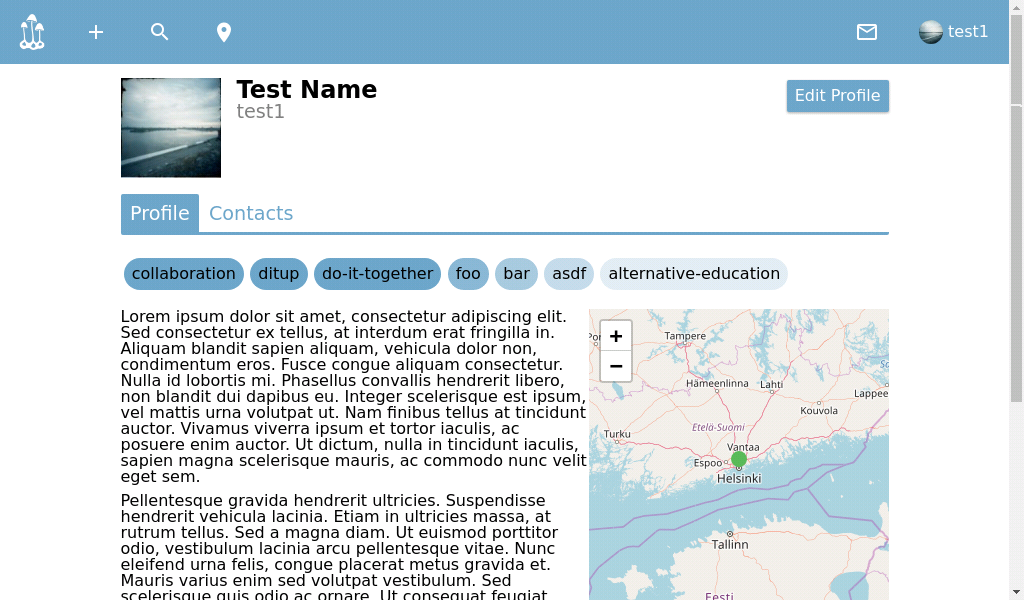 test1
Test Name
test1
Edit Profile
Profile
Contacts
collaboration
ditup
do-it-together
foo
bar
asdf
alternative-education
Lorem ipsum dolor sit amet, consectetur adipiscing elit.
Sed consectetur ex tellus, at interdum erat fringilla in.
Aliquam blandit sapien aliquam, vehicula dolor non,
condimentum eros. Fusce congue aliquam consectetur.
Nulla id lobortis mi. Phasellus convallis hendrerit libero,
non blandit dui dapibus eu. Integer scelerisque est ipsum,
vel mattis urna volutpat ut. Nam finibus tellus at tincidunt
auctor. Vivamus viverra ipsum et tortor iaculis, ac
posuere enim auctor. Ut dictum, nulla in tincidunt iaculis,
sapien magna scelerisque mauris, ac commodo nunc velit
eget sem.
Pellentesque gravida hendrerit ultricies. Suspendisse
hendrerit vehicula lacinia. Etiam in ultricies massa, at
rutrum tellus. Sed a magna diam. Ut euismod porttitor
odio, vestibulum lacinia arcu pellentesque vitae. Nunc
eleifend urna felis, congue placerat metus gravida et.
Mauris varius enim sed volutpat vestibulum. Sed
scelerisque quis odio ac ornare. Ut consequat feugiat
+
−
Tampere
Hämeenlinna
Lahti
Lappee
Kouvola
Etelä-Suomi
Turku
Vantaa
Espoo
Helsinki
Tallinn
Eesti